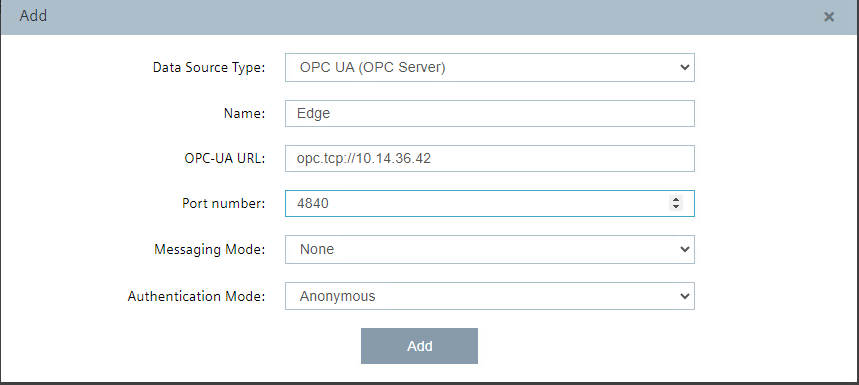 Add ×
Data Source Type: OPC UA (OPC Server)
Name: Edge
OPC-UA URL: opc.tcp://10.14.36.42
Port number: 4840
Messaging Mode: None
Authentication Mode: Anonymous
Add